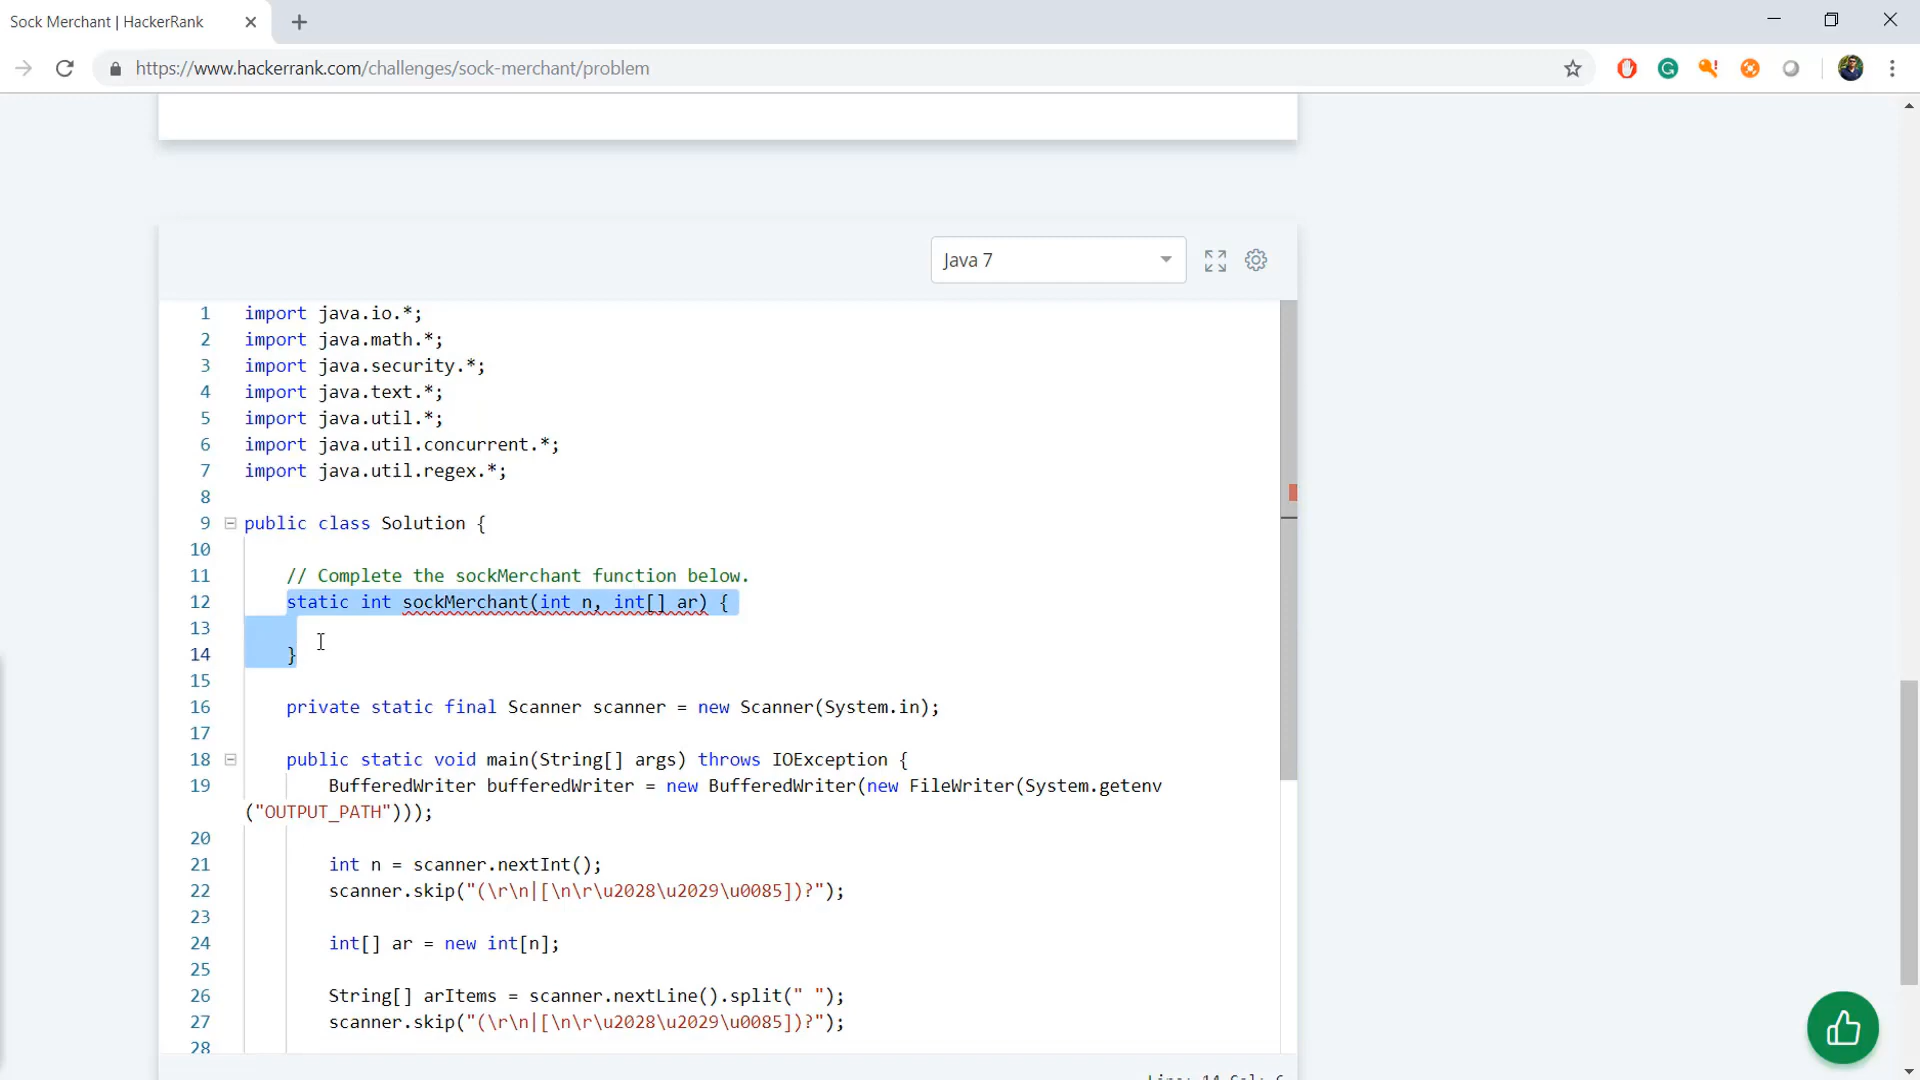 Sock Merchant | HackerRank
https://www.hackerrank.com/challenges/sock-merchant/problem
Java 7
1 import java.io.*;
2 import java.math.*;
3 import java.security.*;
4 import java.text.*;
5 import java.util.*;
6 import java.util.concurrent.*;
7 import java.util.regex.*;
8
9 public class Solution {
10
11 // Complete the sockMerchant function below.
12 static int sockMerchant(int n, int[] ar) {
13
14 }
15
16 private static final Scanner scanner = new Scanner(System.in);
17
18 public static void main(String[] args) throws IOException {
19 BufferedWriter bufferedWriter = new BufferedWriter(new FileWriter(System.getenv
("OUTPUT_PATH")));
20
21 int n = scanner.nextInt();
22 scanner.skip("(\r\n|[\n\r\u2028\u2029\u0085])?");
23
24 int[] ar = new int[n];
25
26 String[] arItems = scanner.nextLine().split(" ");
27 scanner.skip("(\r\n|[\n\r\u2028\u2029\u0085])?");
28